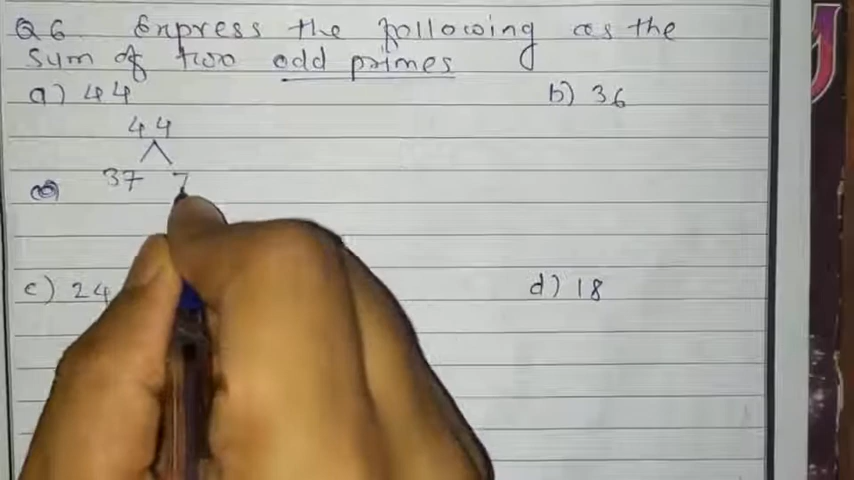 Q6 Express the following as the
sum of two odd primes
a) 44 b) 36
44
37 7
c) 24 d) 18